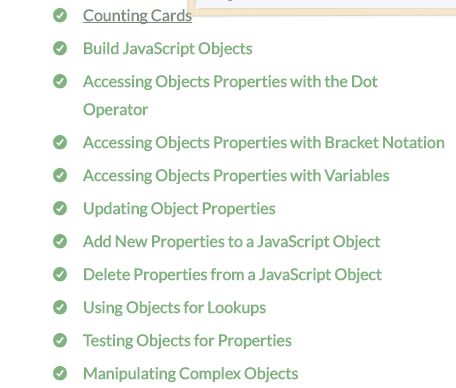 Counting Cards
Build JavaScript Objects
Accessing Objects Properties with the Dot
Operator
Accessing Objects Properties with Bracket Notation
Accessing Objects Properties with Variables
Updating Object Properties
Add New Properties to a JavaScript Object
Delete Properties from a JavaScript Object
Using Objects for Lookups
Testing Objects for Properties
Manipulating Complex Objects